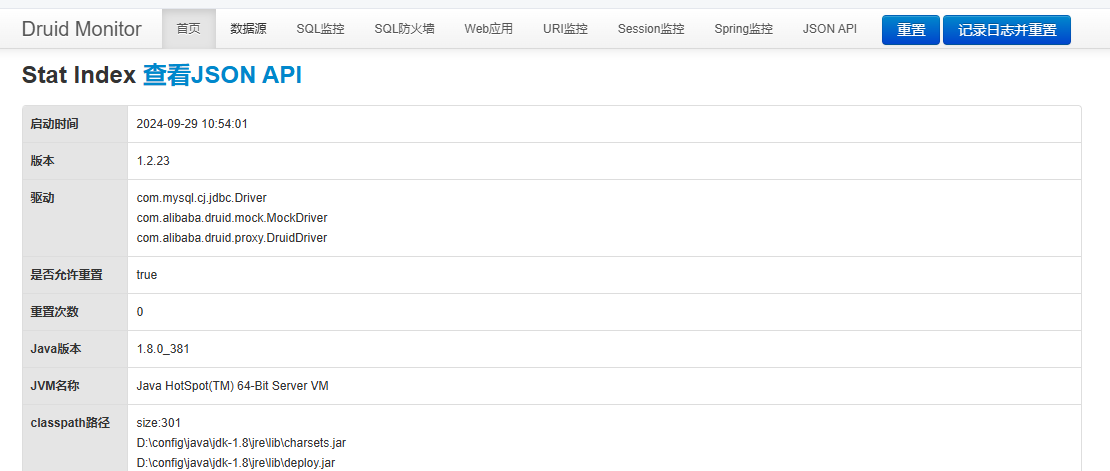 Druid Monitor 首页 数据源 SQL监控 SQL防火墙 Web应用 URI监控 Session监控 Spring监控 JSON API 重置 记录日志并重置
Stat Index 查看JSON API
启动时间 2024-09-29 10:54:01
版本 1.2.23
驱动 com.mysql.cj.jdbc.Driver
com.alibaba.druid.mock.MockDriver
com.alibaba.druid.proxy.DruidDriver
是否允许重置 true
重置次数 0
Java版本 1.8.0_381
JVM名称 Java HotSpot(TM) 64-Bit Server VM
classpath路径 size:301
D:\config\java\jdk-1.8\jre\lib\charsets.jar
D:\config\java\jdk-1.8\jre\lib\deploy.jar